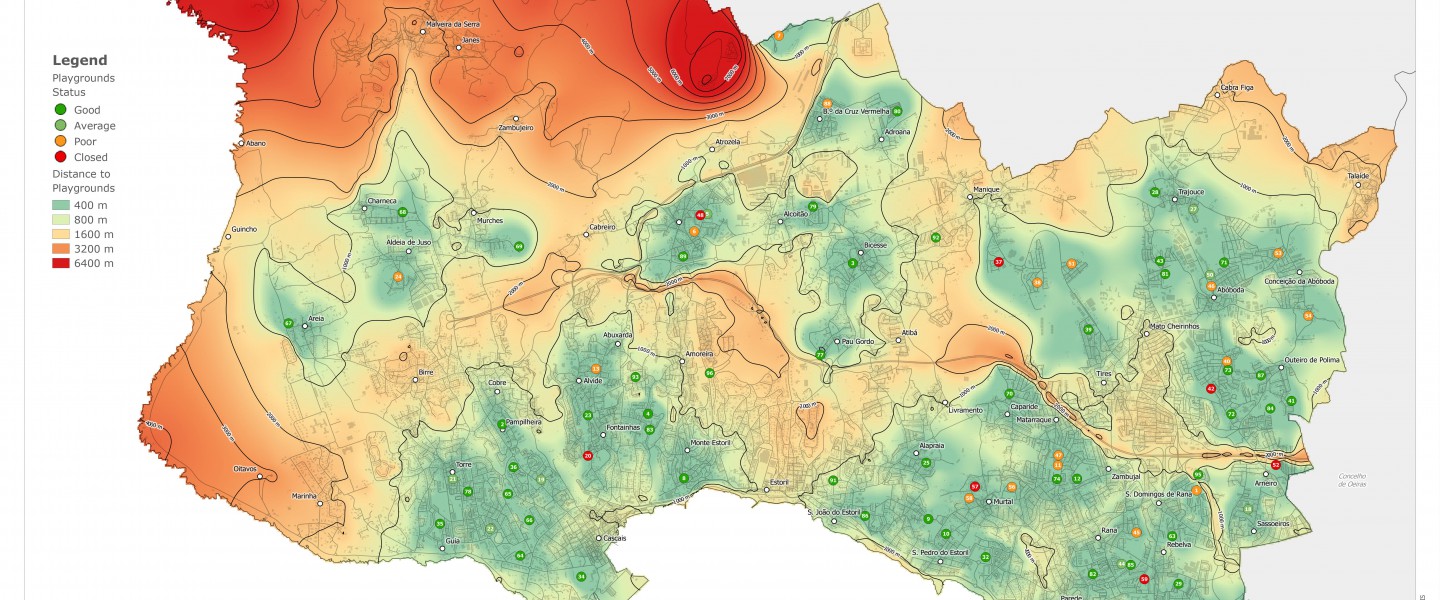 Legend
Playgrounds
Status
Good
Average
Poor
Closed
Distance to
Playgrounds
400 m
800 m
1600 m
3200 m
6400 m
Malveira da Serra
Janes
Zambujeiro
Abano
Cabra Figa
B.º da Cruz Vermelha
Adroana
Atrozela
Talaíde
Charneca
Murches
Alcoitão
Manique
Trajouce
Guincho
Aldeia de Juso
Cabreiro
Bicesse
Conceição da Abóboda
Abóboda
Areia
Abuxarda
Pau Gordo
Atibá
Mato Cheirinhos
Amoreira
Outeiro de Polima
Birre
Cobre
Alvide
Tires
Livramento
Caparide
Matarraque
Pampilheira
Fontainhas
Monte Estoril
Alapraia
Oitavos
Torre
Zambujal
Arneiro
Concelho
de Oeiras
Marinha
Estoril
Murtal
S. Domingos de Rana
S. João do Estoril
Sassoeiros
Guia
Cascais
Rana
Rebelva
S. Pedro do Estoril
Parede